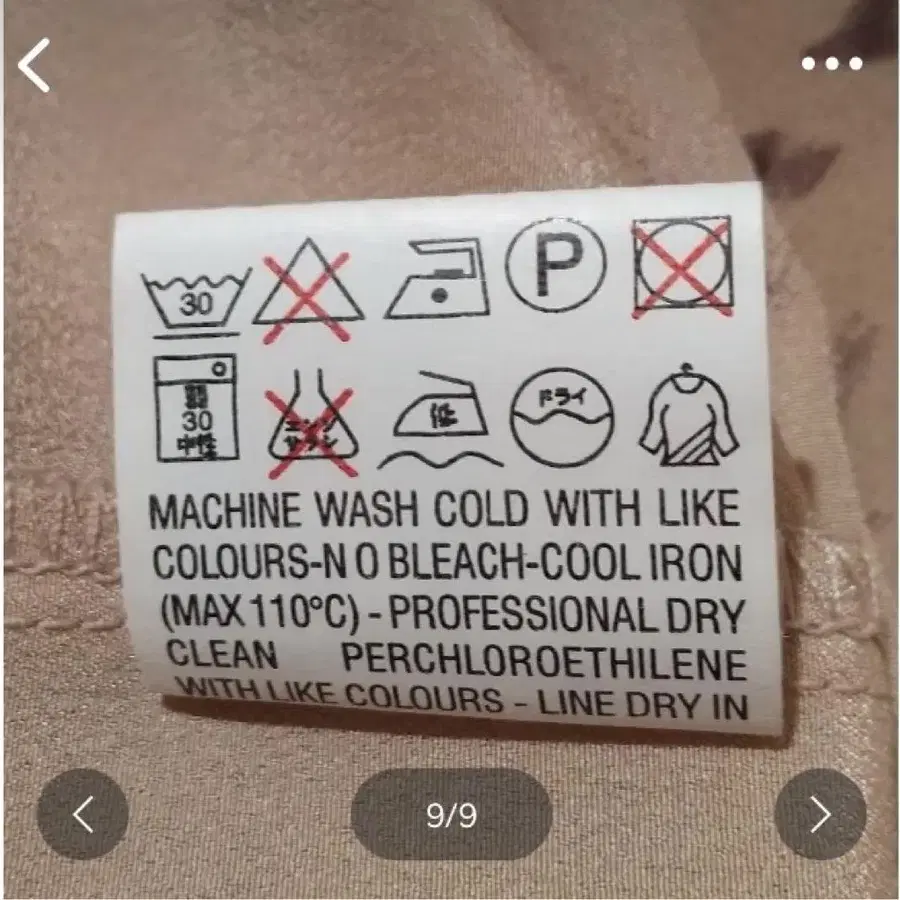 30
P
30
中性
低
ドライ
MACHINE WASH COLD WITH LIKE
COLOURS-N O BLEACH-COOL IRON
(MAX 110°C) - PROFESSIONAL DRY
CLEAN PERCHLOROETHILENE
WITH LIKE COLOURS - LINE DRY IN
9/9